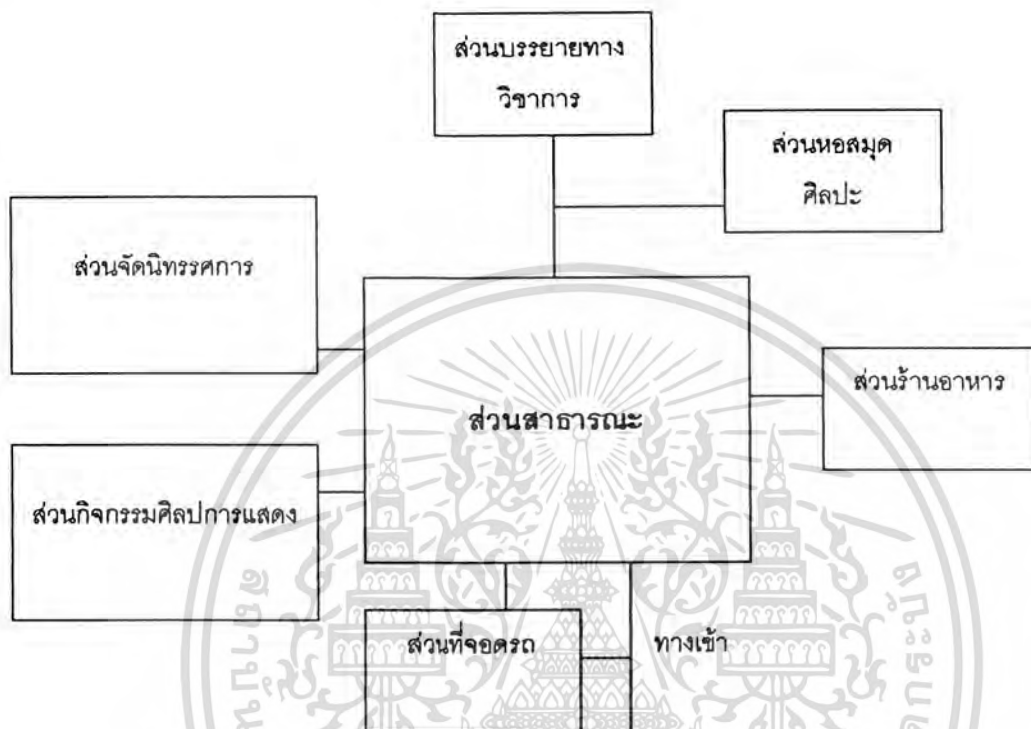 ส่วนบรรยายทาง
วิชาการ
ส่วนหอสมุด
ศิลปะ
ส่วนจัดนิทรรศการ
ส่วนร้านอาหาร
ส่วนสาธารณะ
ส่วนกิจกรรมศิลปการแสดง
ส่วนที่จอดรถ
ทางเข้า